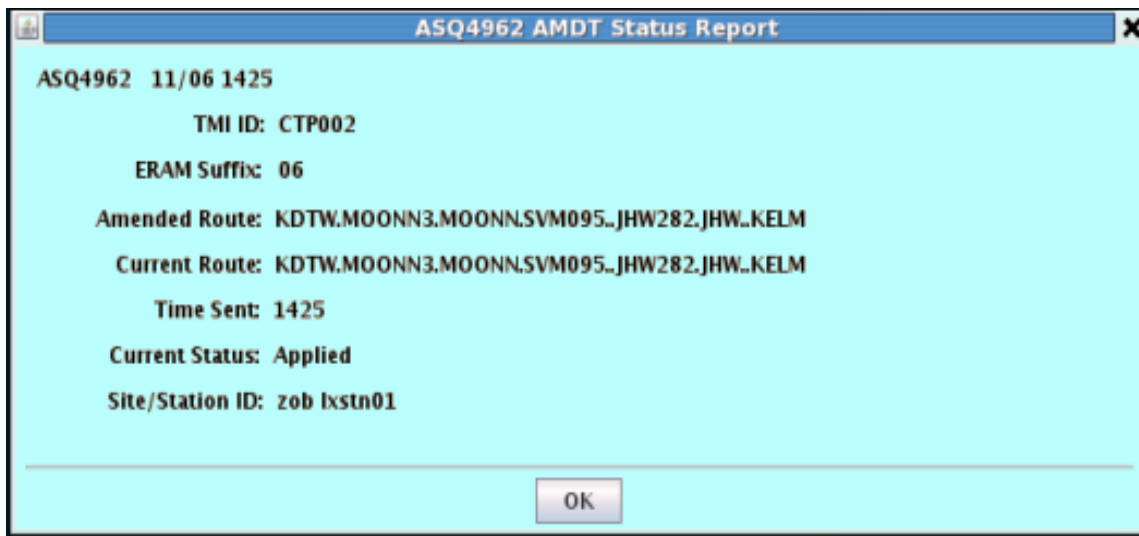 ASQ4962 AMDT Status Report
ASQ4962 11/06 1425
TMI ID: CTP002
ERAM Suffix: 06
Amended Route: KDTW.MOONN3.MOONN.SVM095..JHW282.JHW..KELM
Current Route: KDTW.MOONN3.MOONN.SVM095..JHW282.JHW..KELM
Time Sent: 1425
Current Status: Applied
Site/Station ID: zob lxstn01
OK